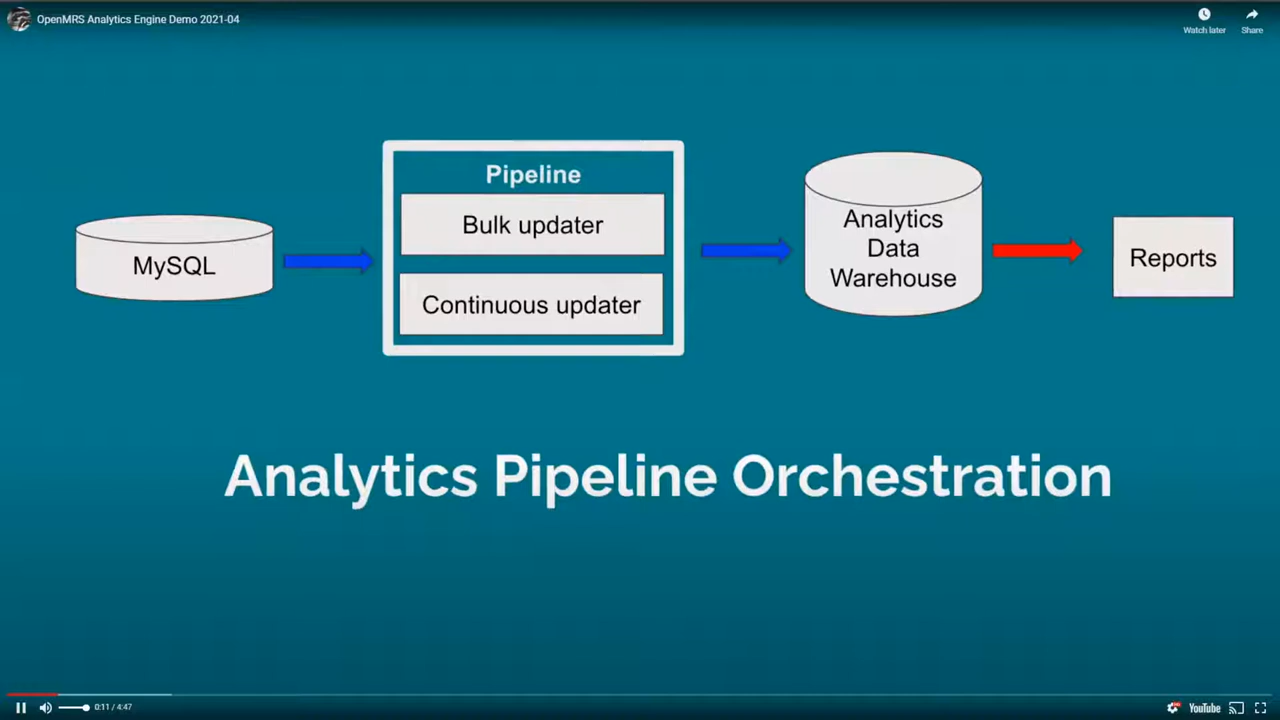 OpenMRS Analytics Engine Demo 2021-04
Watch later
Share
Pipeline
Bulk updater
Continuous updater
MySQL
Analytics
Data
Warehouse
Reports
Analytics Pipeline Orchestration
0:11 / 4:47
YouTube